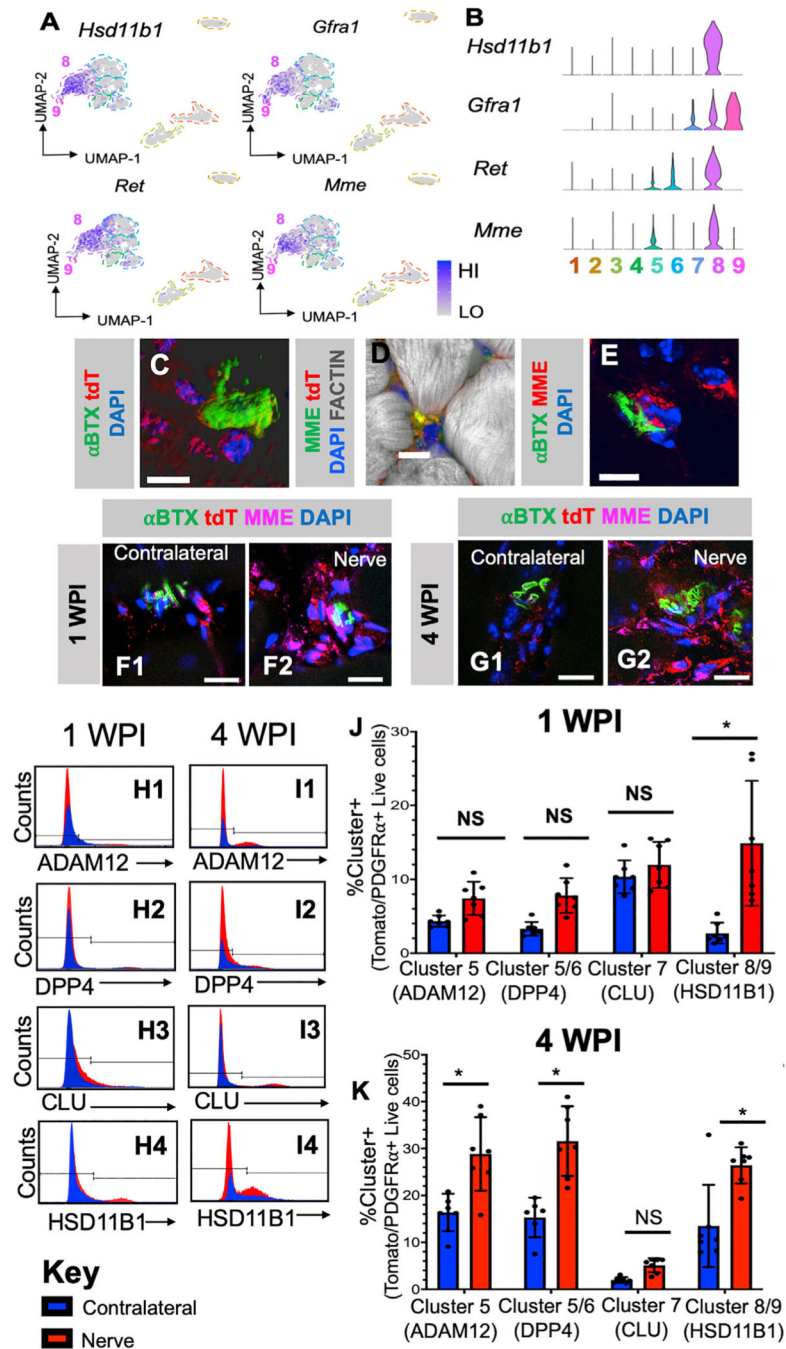 A
Hsd11b1
Gfra1
8
9
UMAP-2
UMAP-1
8
9
UMAP-2
UMAP-1
Ret
Mme
8
9
UMAP-2
UMAP-1
8
9
UMAP-2
UMAP-1
HI
LO
B
Hsd11b1
Gfra1
Ret
Mme
1 2 3 4 5 6 7 8 9
αBTX tdT
DAPI
C
MME tdT
DAPI FACTIN
D
αBTX MME
DAPI
E
αBTX tdT MME DAPI
1 WPI
Contralateral
F1
Nerve
F2
αBTX tdT MME DAPI
4 WPI
Contralateral
G1
Nerve
G2
1 WPI
4 WPI
Counts
H1
ADAM12
I1
ADAM12
Counts
H2
DPP4
I2
DPP4
Counts
H3
CLU
I3
CLU
Counts
H4
HSD11B1
I4
HSD11B1
Key
Contralateral
Nerve
J
1 WPI
%Cluster+
(Tomato/PDGFRα+ Live cells)
30
20
10
0
NS
NS
NS
*
Cluster 5
(ADAM12)
Cluster 5/6
(DPP4)
Cluster 7
(CLU)
Cluster 8/9
(HSD11B1)
K
4 WPI
%Cluster+
(Tomato/PDGFRα+ Live cells)
50
40
30
20
10
0
*
*
NS
*
Cluster 5
(ADAM12)
Cluster 5/6
(DPP4)
Cluster 7
(CLU)
Cluster 8/9
(HSD11B1)